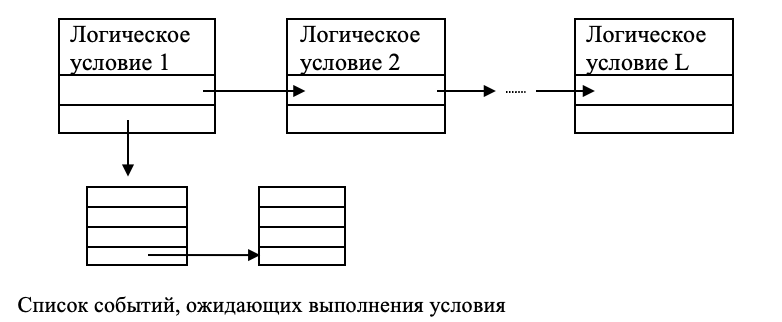 Логическое
условие 1
Логическое
условие 2
Логическое
условие L
.......
Список событий, ожидающих выполнения условия